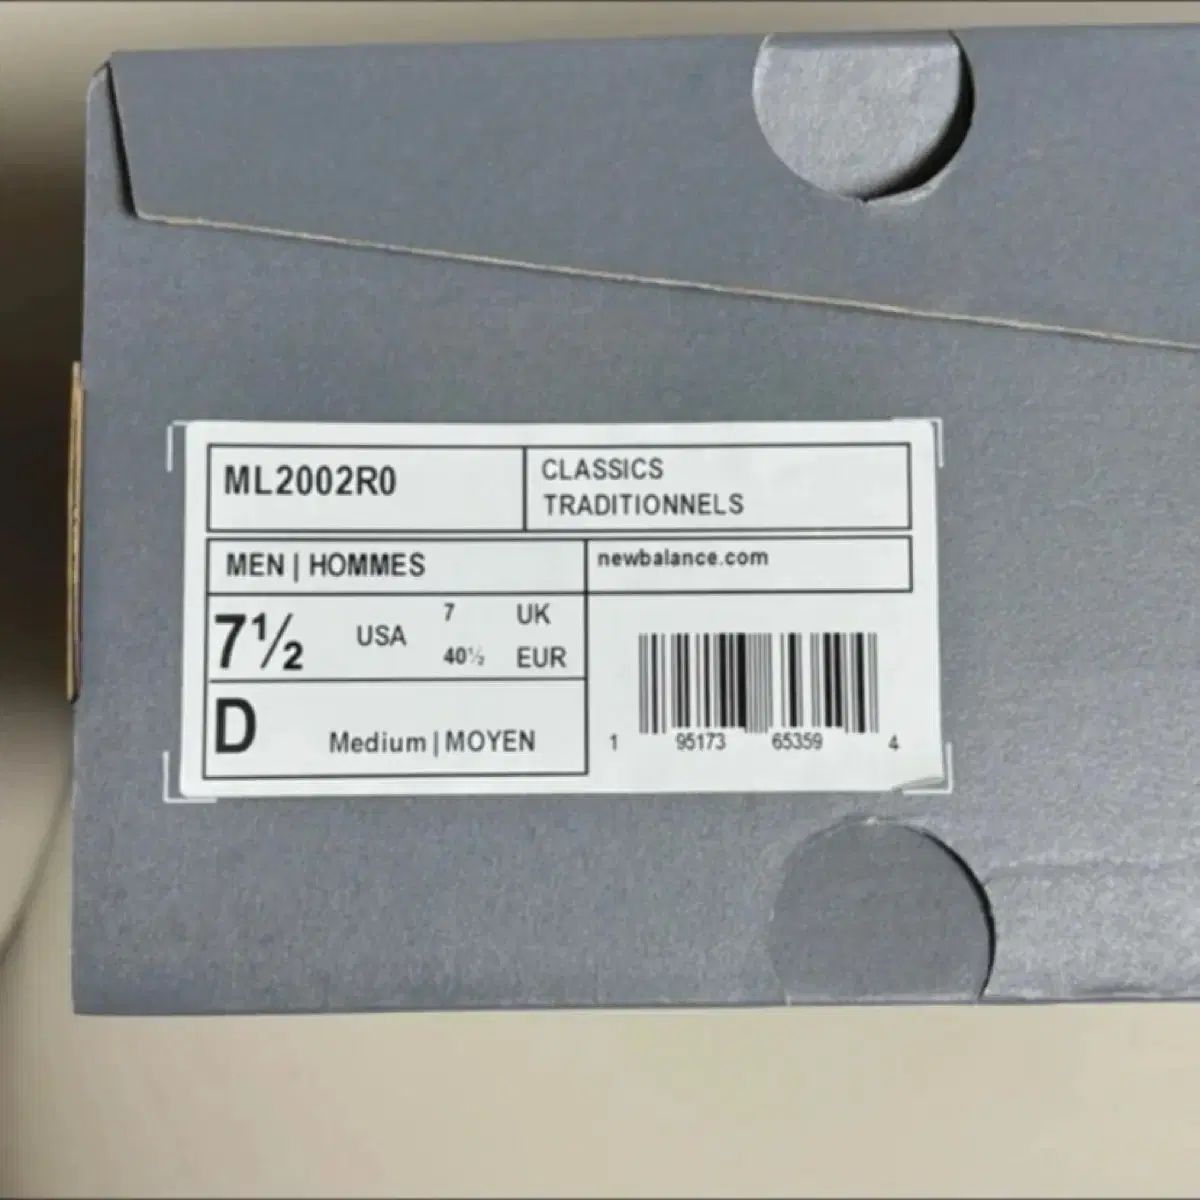 ML2002R0
CLASSICS
TRADITIONNELS
MEN | HOMMES
newbalance.com
7½ USA
7 UK
40½ EUR
D Medium | MOYEN
1 95173 65359 4